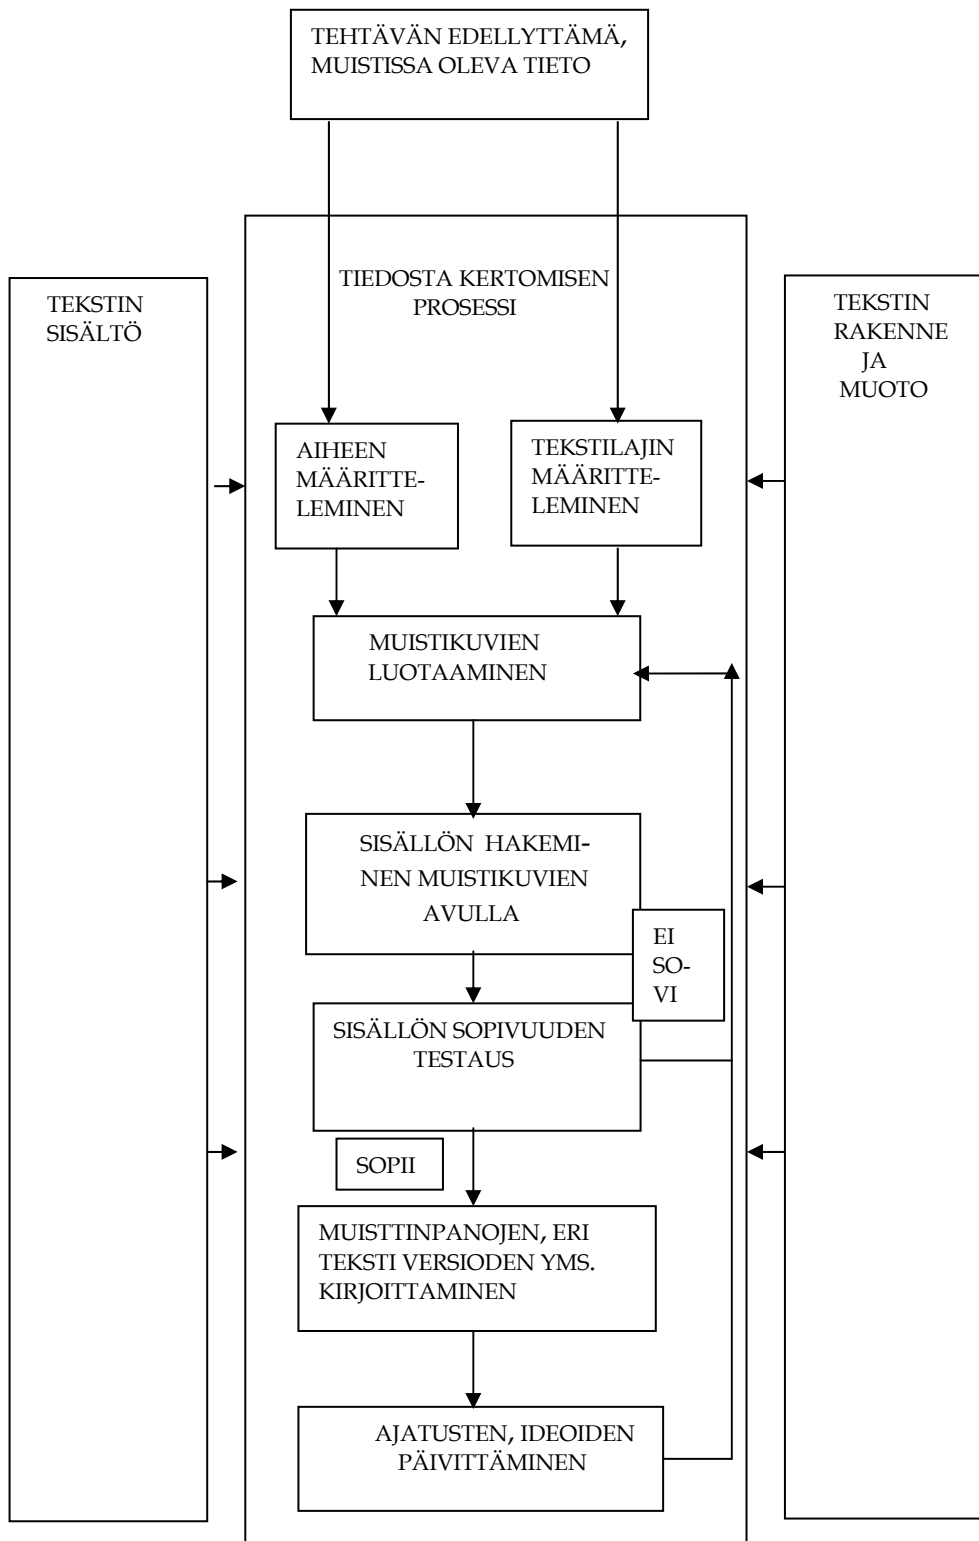 TEHTÄVÄN EDELLYTTÄMÄ,
MUISTISSA OLEVA TIETO
TIEDOSTA KERTOMISEN
PROSESSI
TEKSTIN
SISÄLTÖ
TEKSTIN
RAKENNE
JA
MUOTO
AIHEEN
MÄÄRITTE-
LEMINEN
TEKSTILAJIN
MÄÄRITTE-
LEMINEN
MUISTIKUVIEN
LUOTAAMINEN
SISÄLLÖN HAKEMI-
NEN MUISTIKUVIEN
AVULLA
EI
SO-
VI
SISÄLLÖN SOPIVUUDEN
TESTAUS
SOPII
MUISTTINPANOJEN, ERI
TEKSTI VERSIODEN YMS.
KIRJOITTAMINEN
AJATUSTEN, IDEOIDEN
PÄIVITTÄMINEN